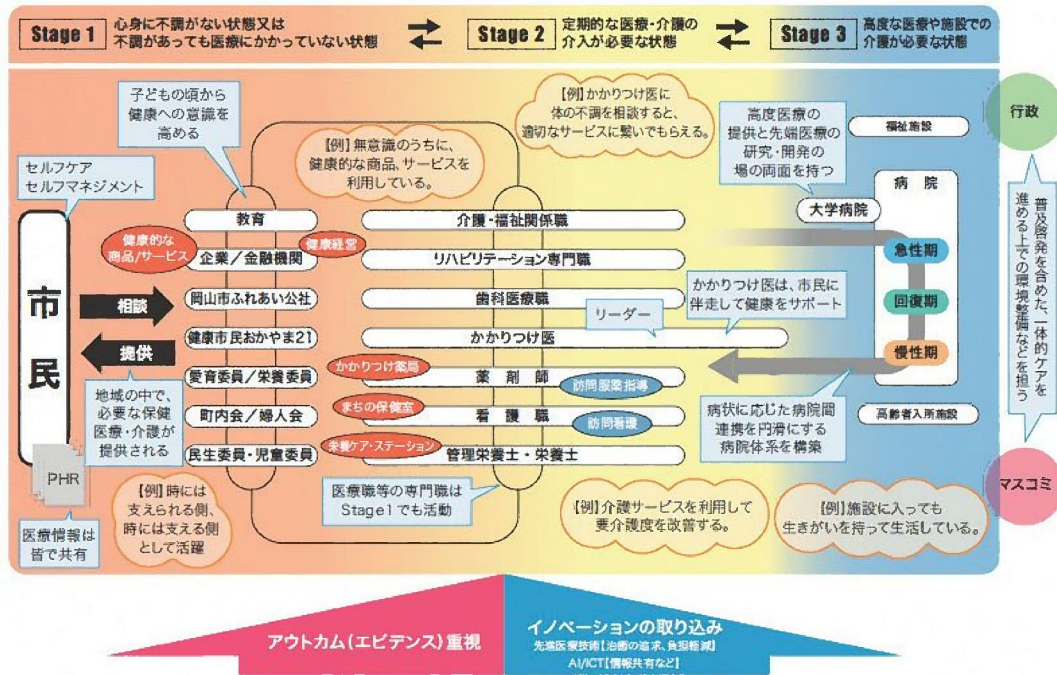 Stage 1
心身に不調がない状態又は
不調があっても医療にかかっていない状態
Stage 2
定期的な医療・介護の
介入が必要な状態
Stage 3
高度な医療や施設での
介護が必要な状態
子どもの頃から
健康への意識を
高める
【例】無意識のうちに、
健康的な商品、サービスを
利用している。
【例】かかりつけ医に
体の不調を相談すると、
適切なサービスに繋いでもらえる。
高度医療の
提供と先端医療の
研究・開発の
場の両面を持つ
福祉施設
行政
セルフケア
セルフマネジメント
病院
大学病院
急性期
回復期
慢性期
高齢者入所施設
普及啓発を含めた、一体的ケアを
進める上での環境整備などを担う
マスコミ
市民
相談
提供
教育
健康的な
商品/サービス
企業/金融機関
健康経営
岡山市ふれあい公社
健康市民おかやま21
愛育委員/栄養委員
町内会/婦人会
民生委員・児童委員
介護・福祉関係職
リハビリテーション専門職
歯科医療職
かかりつけ医
リーダー
かかりつけ医は、市民に
伴走して健康をサポート
かかりつけ薬局
薬剤師
訪問服薬指導
まちの保健室
看護職
訪問看護
栄養ケア・ステーション
管理栄養士・栄養士
地域の中で、
必要な保健
医療・介護が
提供される
病状に応じた病院間
連携を円滑にする
病院体系を構築
PHR
医療情報は
皆で共有
【例】時には
支えられる側、
時には支える側
として活躍
医療職等の専門職は
Stage1でも活動
【例】介護サービスを利用して
要介護度を改善する。
【例】施設に入っても
生きがいを持って生活している。
アウトカム(エビデンス)重視
イノベーションの取り込み
先進医療技術【治癒の追求、負担軽減】
AI/ICT【情報共有など】